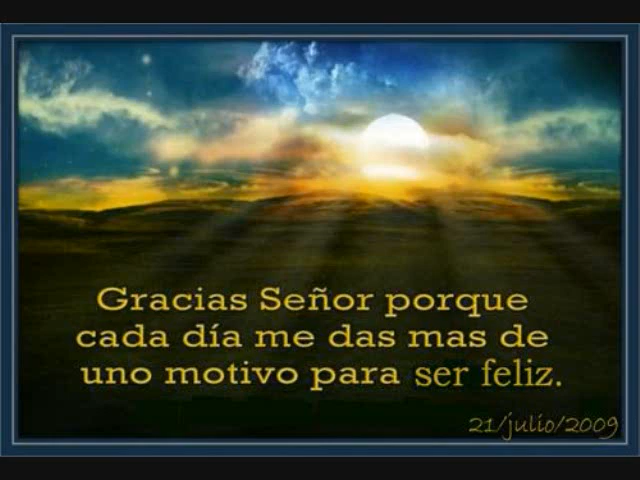 Gracias Señor porque
cada día me das mas de
uno motivo para ser feliz.
21/julio/2009